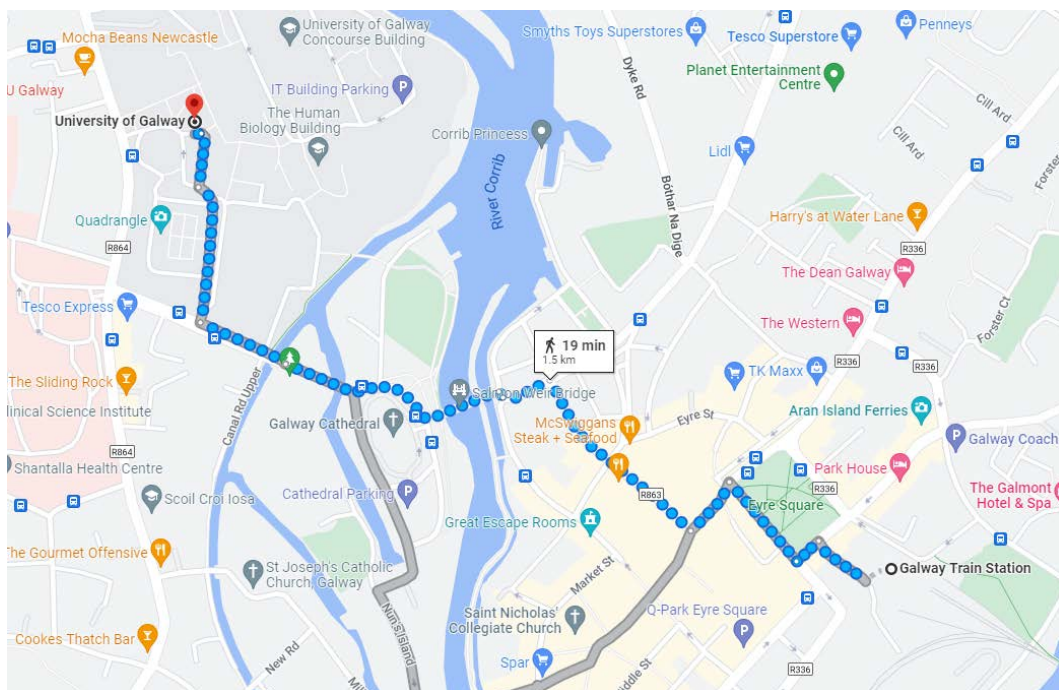 University of Galway
Concourse Building
Mocha Beans Newcastle
Smyths Toys Superstores
Tesco Superstore
Penneys
Planet Entertainment
Centre
U Galway
IT Building Parking
Dyke Rd
Cill Ard
University of Galway
The Human
Biology Building
Corrib Princess
Cill Ard
Lidl
River Corrib
Bóthar Na Dige
Forster
Quadrangle
Harry's at Water Lane
R864
R336
The Dean Galway
Tesco Express
The Western
Forster Ct
19 min
1.5 km
The Sliding Rock
TK Maxx
Salmon Weir Bridge
Canal Rd Upper
Clinical Science Institute
Galway Cathedral
McSwiggans
Steak + Seafood
Eyre St
Aran Island Ferries
R864
Galway Coach
Shantalla Health Centre
Park House
Cathedral Parking
R863
R336
The Galmont
Hotel & Spa
Scoil Croi Iosa
Eyre Square
Great Escape Rooms
The Gourmet Offensive
St Joseph's Catholic
Church, Galway
Market St
Galway Train Station
Nun's Island
Saint Nicholas'
Collegiate Church
Q-Park Eyre Square
Cookes Thatch Bar
New Rd
Spar
R336